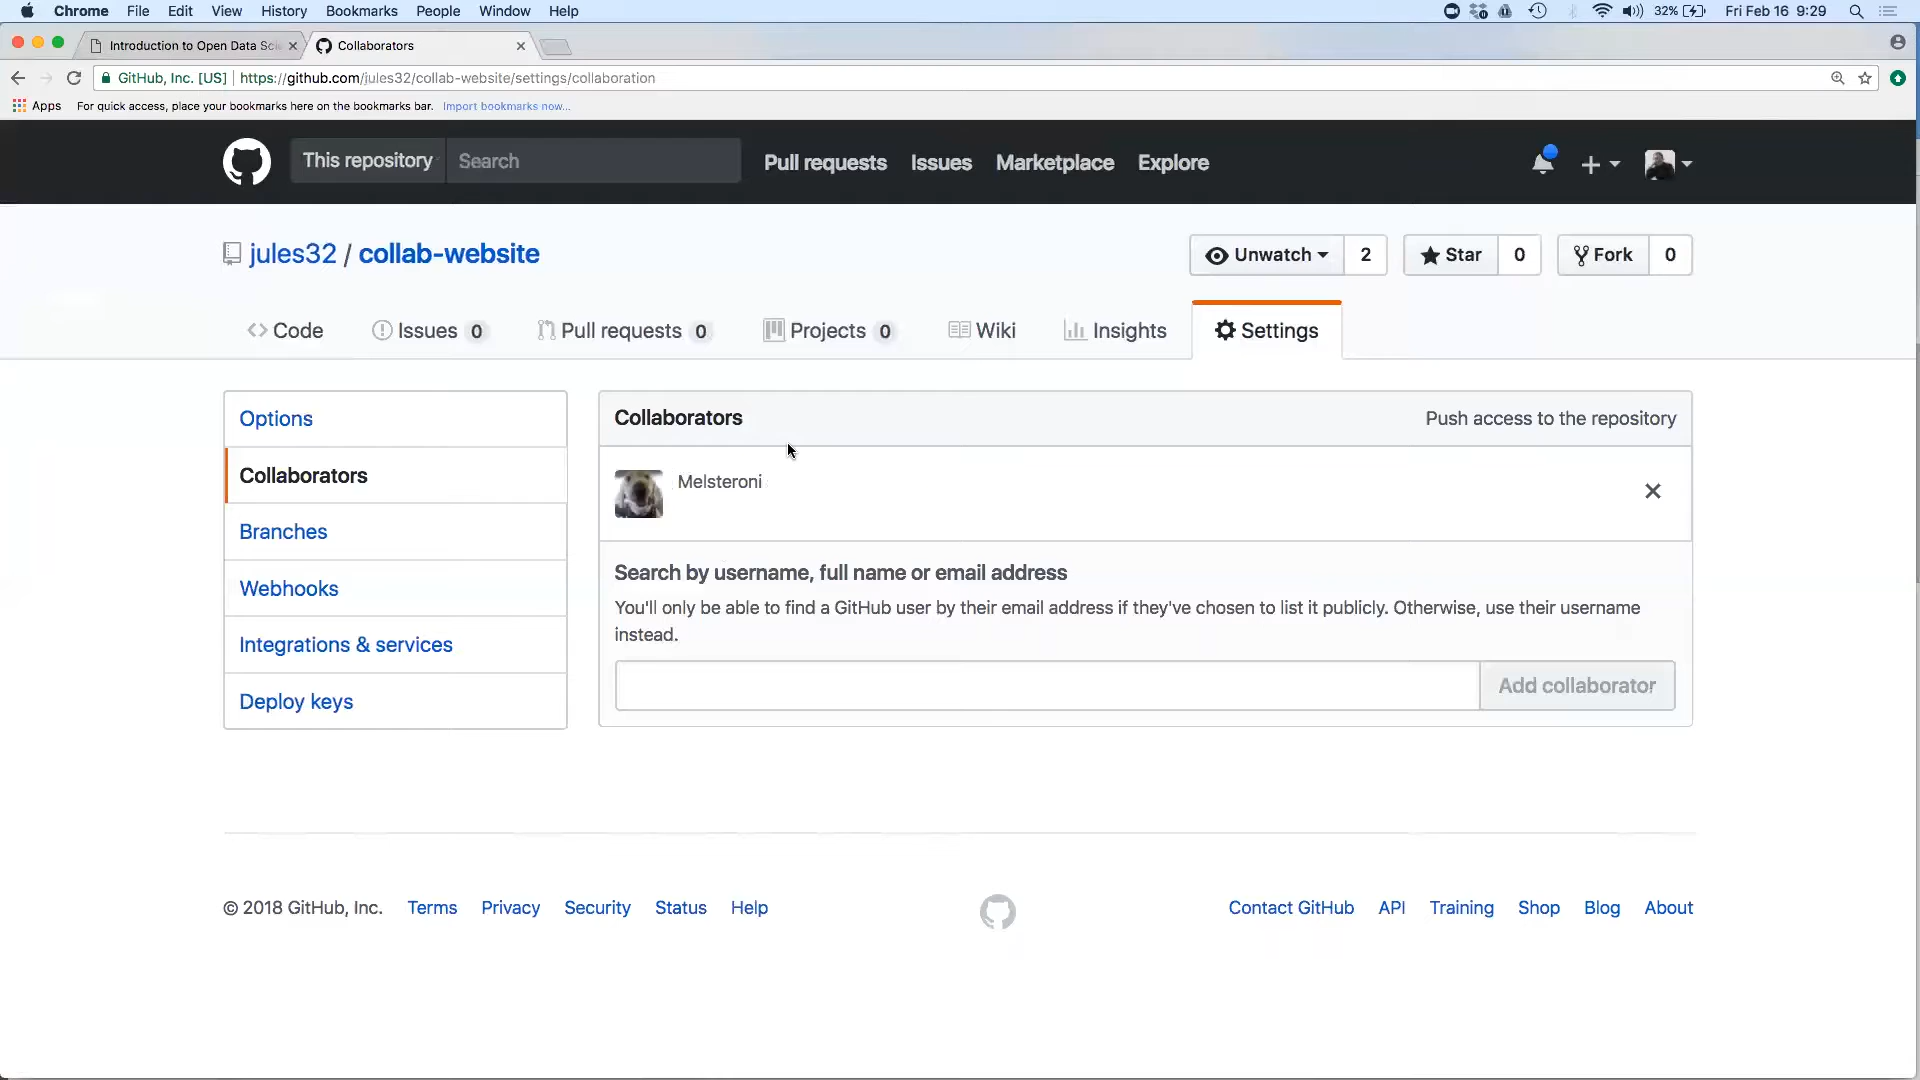 Chrome File Edit View History Bookmarks People Window Help 32% Fri Feb 16 9:29
Introduction to Open Data Sci Collaborators
GitHub, Inc. [US] https://github.com/jules32/collab-website/settings/collaboration
Apps For quick access, place your bookmarks here on the bookmarks bar. Import bookmarks now...
This repository Search Pull requests Issues Marketplace Explore
jules32 / collab-website Unwatch 2 Star 0 Fork 0
Code Issues 0 Pull requests 0 Projects 0 Wiki Insights Settings
Options
Collaborators
Branches
Webhooks
Integrations & services
Deploy keys
Collaborators Push access to the repository
Melsteroni
Search by username, full name or email address
You'll only be able to find a GitHub user by their email address if they've chosen to list it publicly. Otherwise, use their username
instead.
Add collaborator
© 2018 GitHub, Inc. Terms Privacy Security Status Help Contact GitHub API Training Shop Blog About